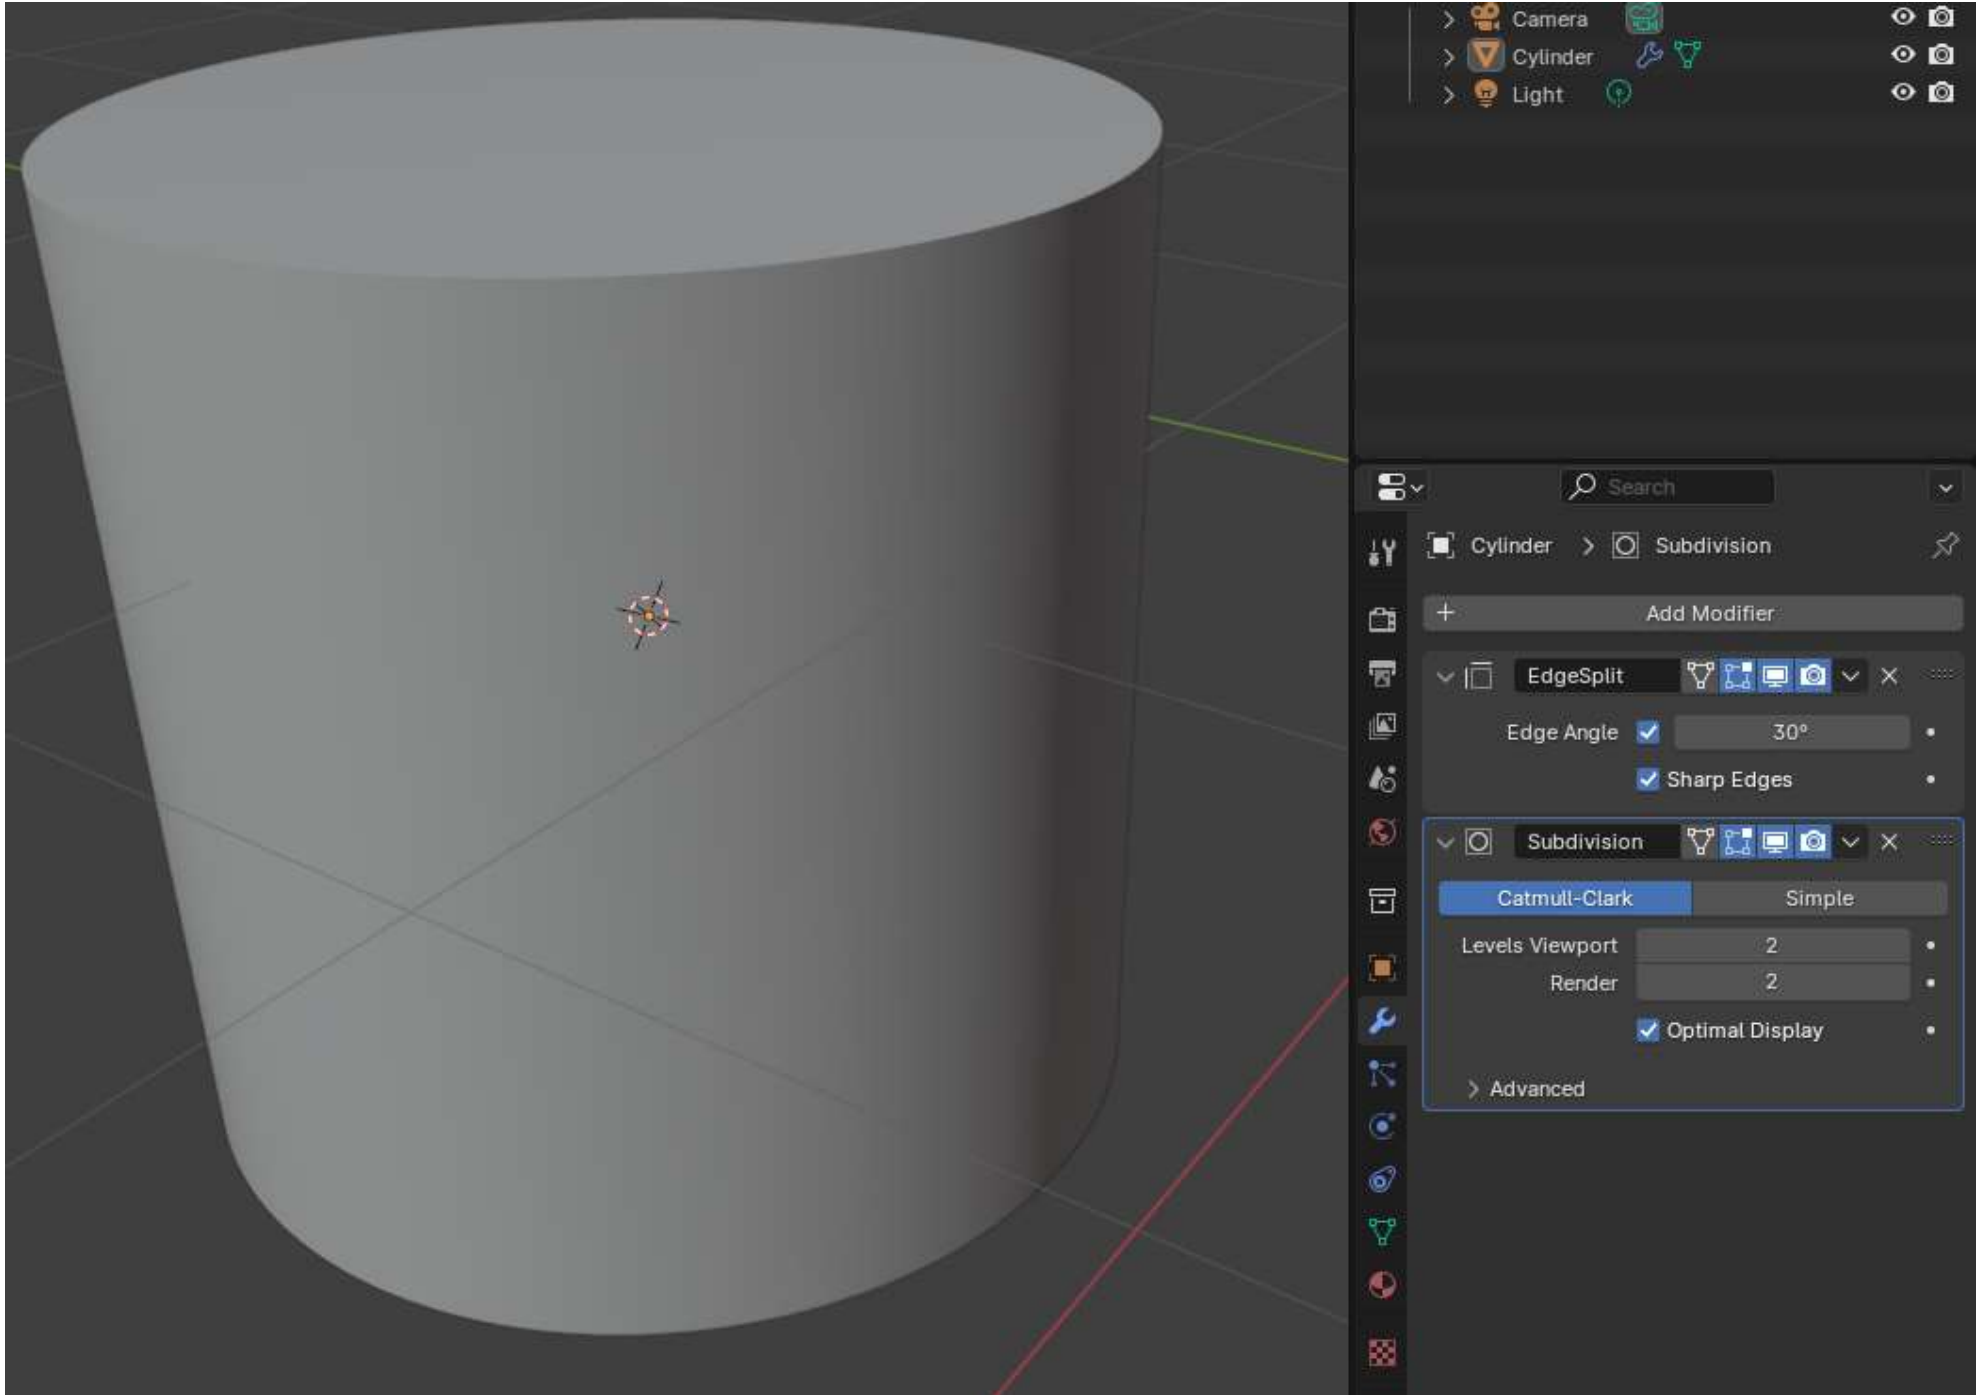 Camera
Cylinder
Light
Search
Cylinder > Subdivision
+ Add Modifier
EdgeSplit
Edge Angle 30°
Sharp Edges
Subdivision
Catmull-Clark Simple
Levels Viewport 2
Render 2
Optimal Display
> Advanced